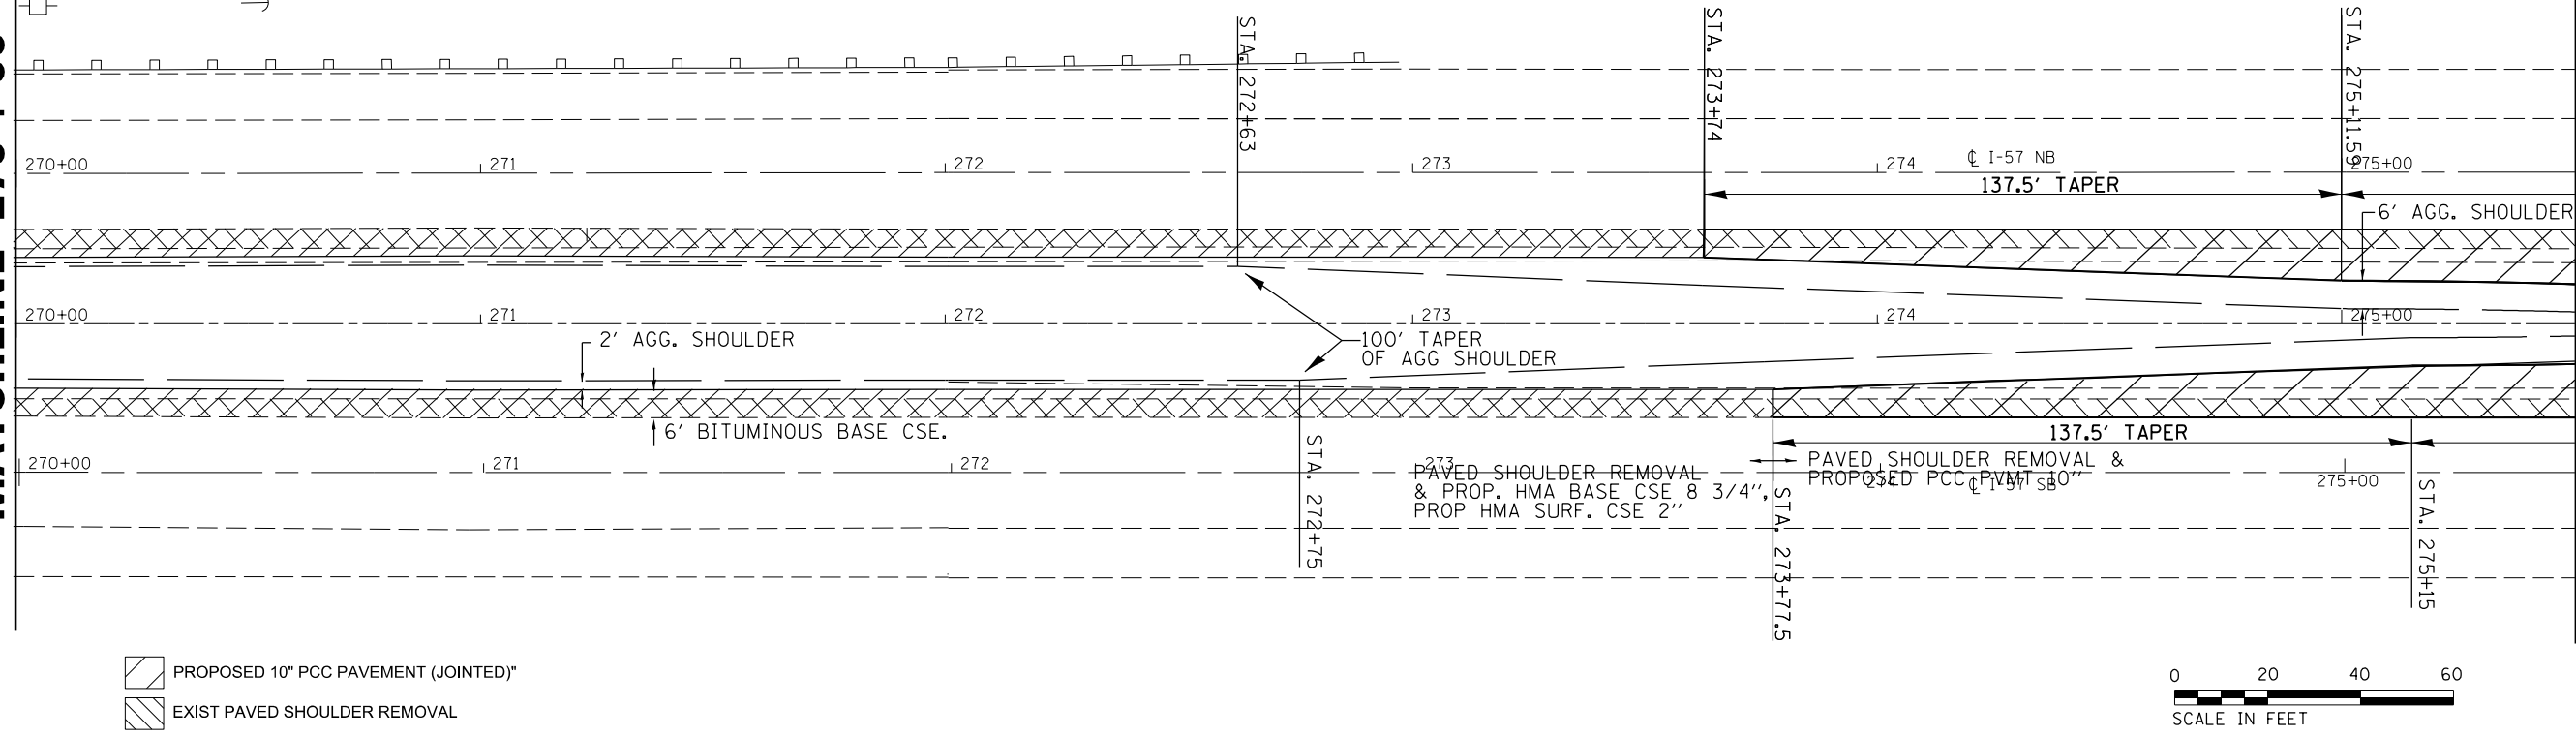 STA. 272+63
STA. 273+74
STA. 275+11.59
270+00
271
272
273
274
℄ I-57 NB
275+00
137.5' TAPER
6' AGG. SHOULDER
270+00
271
272
273
274
275+00
2' AGG. SHOULDER
100' TAPER
OF AGG SHOULDER
6' BITUMINOUS BASE CSE.
137.5' TAPER
270+00
271
272
273
274
℄ I-57 SB
275+00
STA. 272+75
PAVED SHOULDER REMOVAL
& PROP. HMA BASE CSE 8 3/4",
PROP HMA SURF. CSE 2"
PAVED SHOULDER REMOVAL &
PROPOSED PCC PVMT 10"
STA. 273+77.5
STA. 275+15
PROPOSED 10" PCC PAVEMENT (JOINTED)"
EXIST PAVED SHOULDER REMOVAL
0 20 40 60
SCALE IN FEET